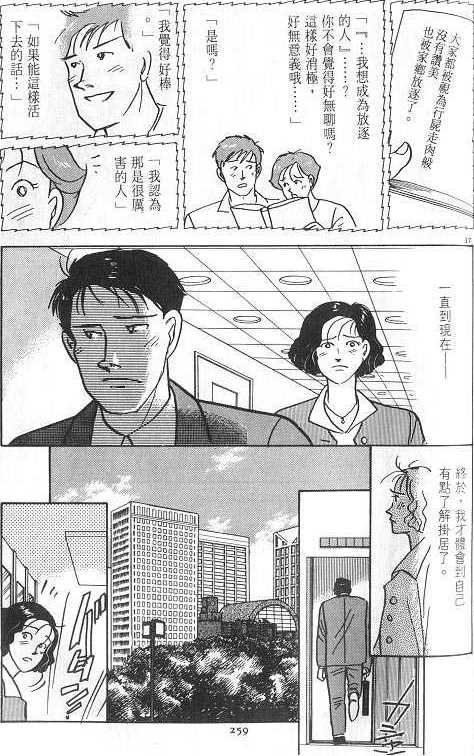 大家都被視為行屍走肉般
沒有讚美
也被家鄉放逐了。
「『…我想成為放逐
的人』……？
你不會覺得好無聊嗎？
這樣好消極，
好無意義哦……」
「是嗎？」
「我覺得好棒
。」
「如果能這樣活
下去的話…」
「我認為
那是很厲
害的人」
17
一直到現在——
終於，我才體會到自己
有點了解掛居了。
259